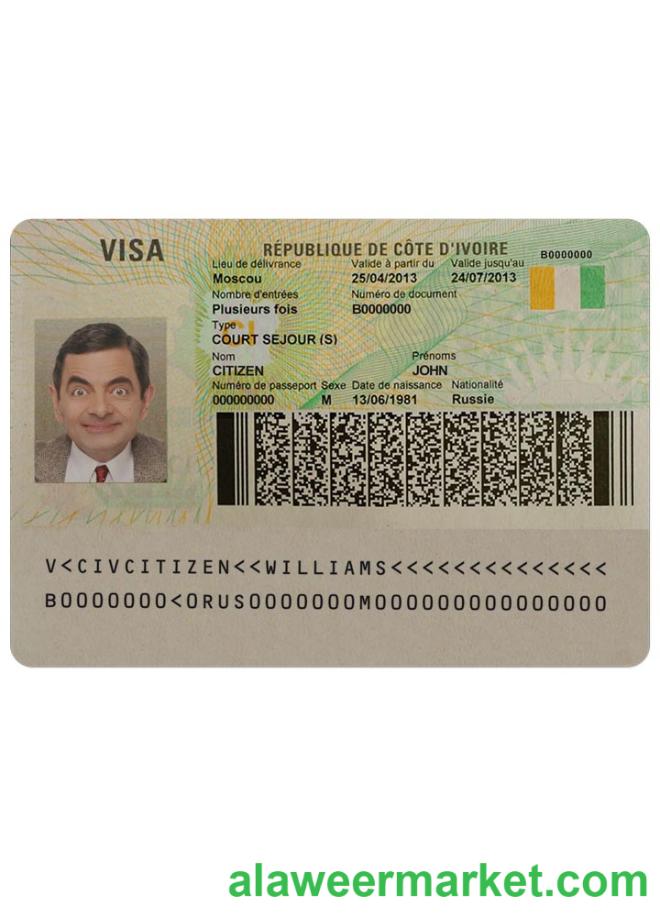 VISA
RÉPUBLIQUE DE CÔTE D'IVOIRE
B0000000
Lieu de délivrance Valide à partir du Valide jusqu'au
Moscou 25/04/2013 24/07/2013
Nombre d'entrées Numéro de document
Plusieurs fois B0000000
Type
COURT SEJOUR (S)
Nom Prénoms
CITIZEN JOHN
Numéro de passeport Sexe Date de naissance Nationalité
000000000 M 13/06/1981 Russie
V<CIVCITIZEN<<WILLIAMS<<<<<<<<<<<<<<
B0000000<0RUS0000000M000000000000000
alaweermarket.com